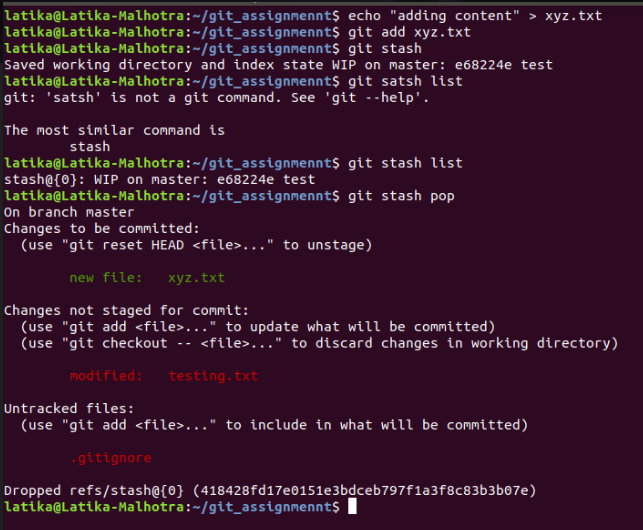 latika@Latika-Malhotra:~/git_assignmennt$ echo "adding content" > xyz.txt
latika@Latika-Malhotra:~/git_assignmennt$ git add xyz.txt
latika@Latika-Malhotra:~/git_assignmennt$ git stash
Saved working directory and index state WIP on master: e68224e test
latika@Latika-Malhotra:~/git_assignmennt$ git satsh list
git: 'satsh' is not a git command. See 'git --help'.

The most similar command is
        stash
latika@Latika-Malhotra:~/git_assignmennt$ git stash list
stash@{0}: WIP on master: e68224e test
latika@Latika-Malhotra:~/git_assignmennt$ git stash pop
On branch master
Changes to be committed:
  (use "git reset HEAD <file>..." to unstage)

        new file:   xyz.txt

Changes not staged for commit:
  (use "git add <file>..." to update what will be committed)
  (use "git checkout -- <file>..." to discard changes in working directory)

        modified:   testing.txt

Untracked files:
  (use "git add <file>..." to include in what will be committed)

        .gitignore

Dropped refs/stash@{0} (418428fd17e0151e3bdceb797f1a3f8c83b3b07e)
latika@Latika-Malhotra:~/git_assignmennt$